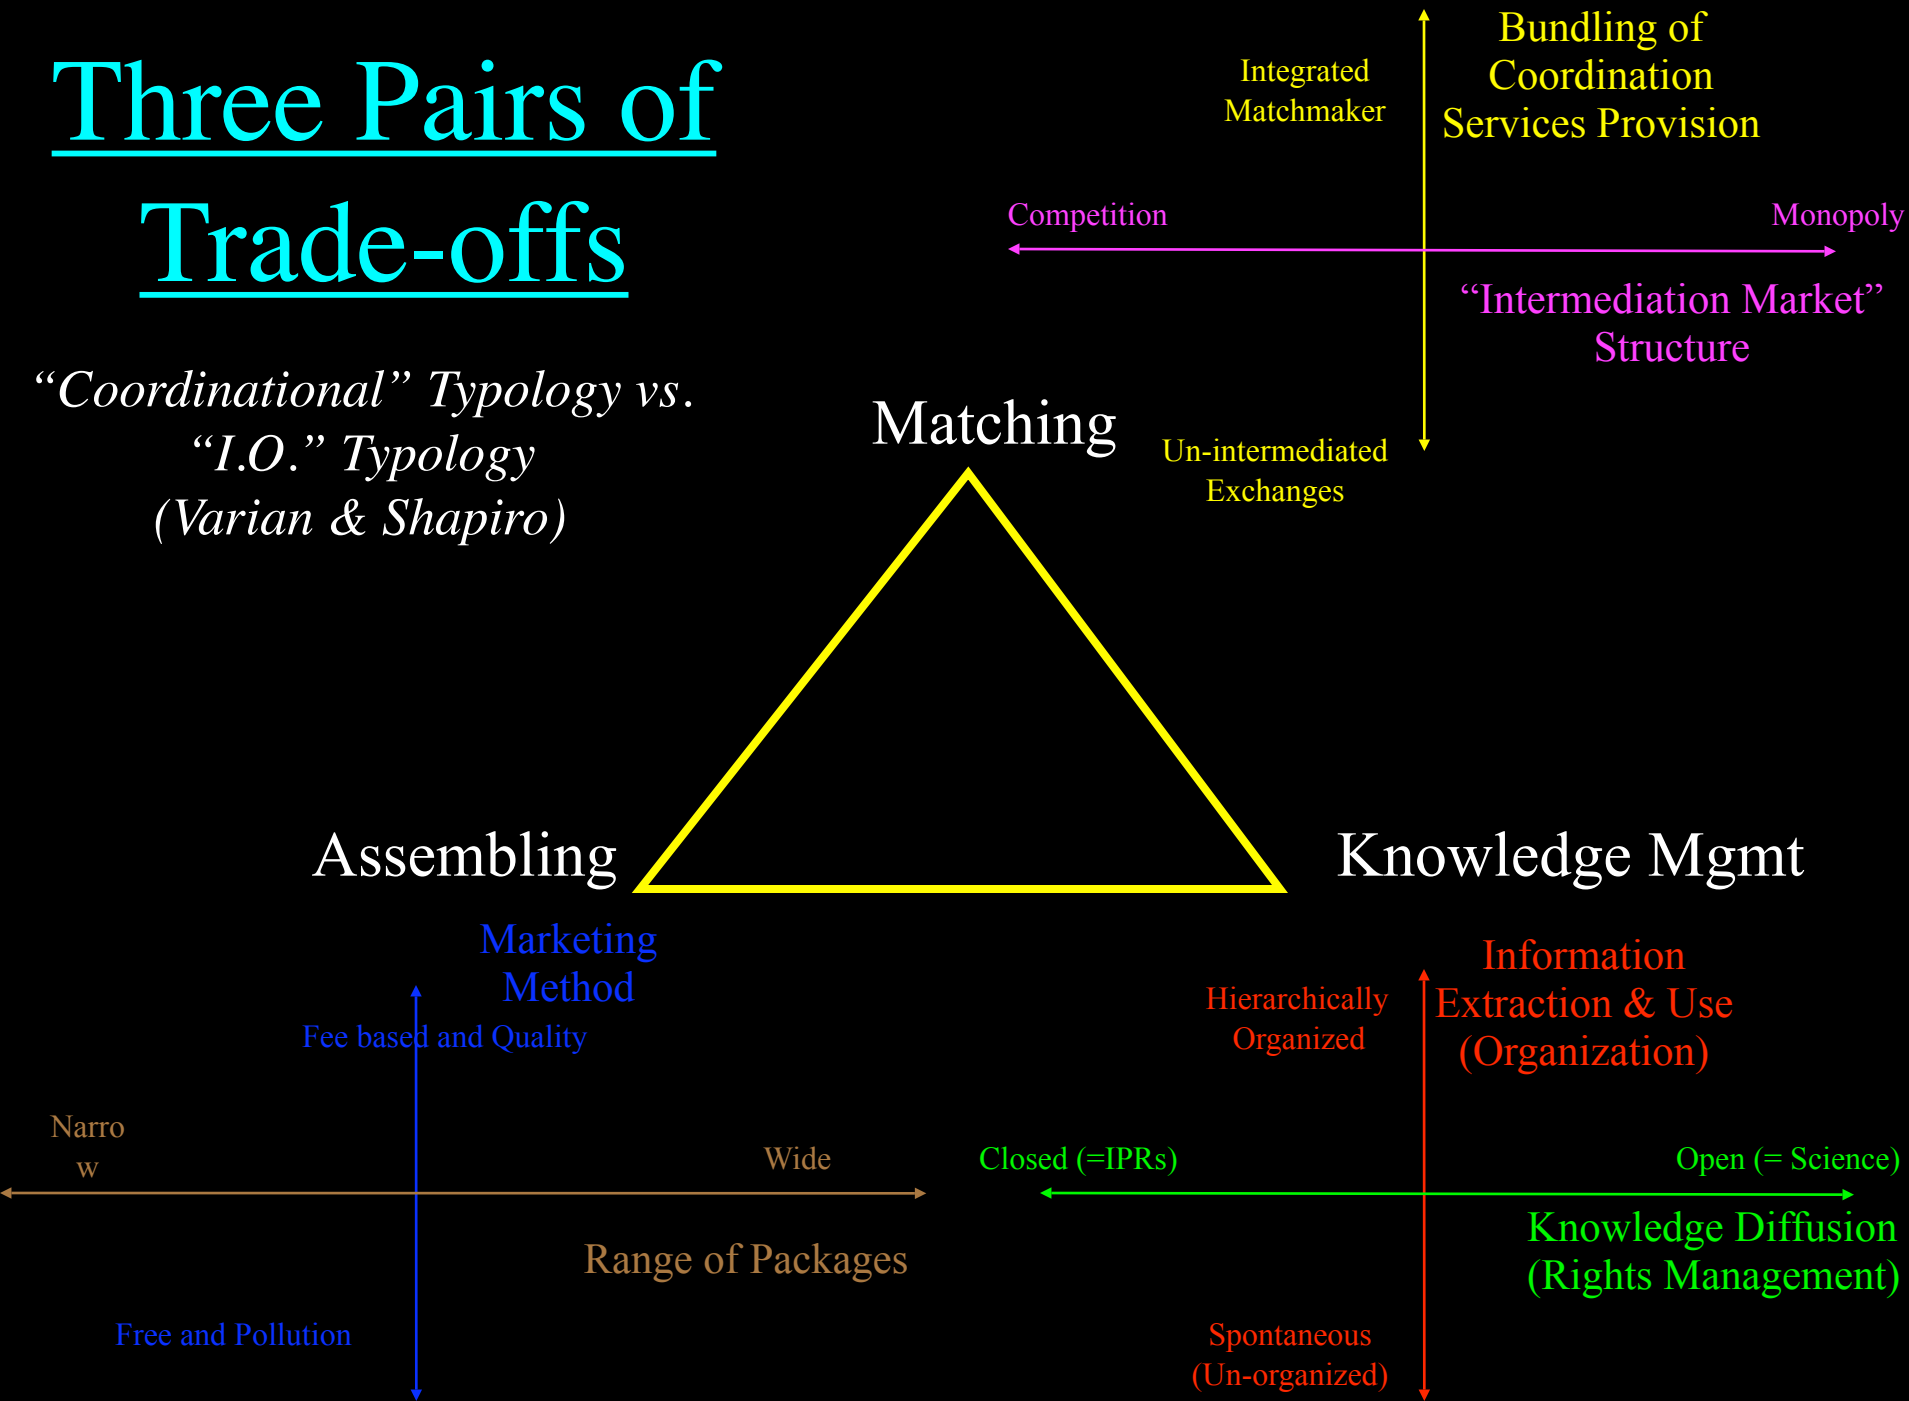 Three Pairs of
Trade-offs
“Coordinational” Typology vs.
“I.O.” Typology
(Varian & Shapiro)
Integrated
Matchmaker
Bundling of
Coordination
Services Provision
Competition
Monopoly
“Intermediation Market”
Structure
Un-intermediated
Exchanges
Matching
Assembling
Knowledge Mgmt
Marketing
Method
Fee based and Quality
Narro
w
Wide
Range of Packages
Free and Pollution
Information
Extraction & Use
(Organization)
Hierarchically
Organized
Closed (=IPRs)
Open (= Science)
Knowledge Diffusion
(Rights Management)
Spontaneous
(Un-organized)